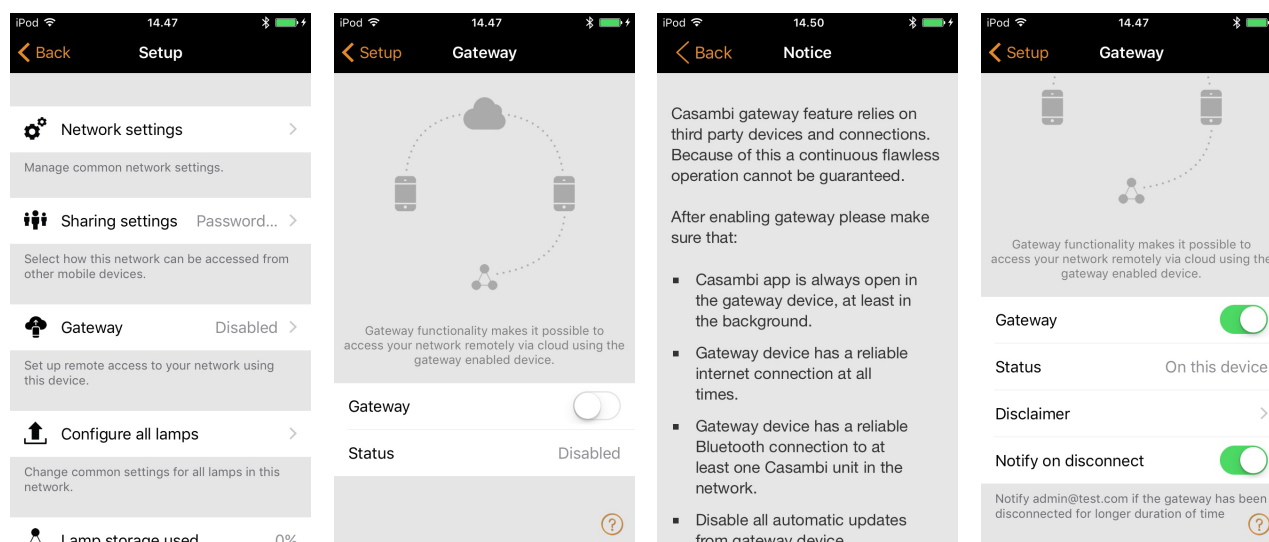 iPod 14.47
Back Setup
Network settings
Manage common network settings.
Sharing settings Password...
Select how this network can be accessed from
other mobile devices.
Gateway Disabled
Set up remote access to your network using
this device.
Configure all lamps
Change common settings for all lamps in this
network.
Lamp storage used 0%
iPod 14.47
Setup Gateway
Gateway functionality makes it possible to
access your network remotely via cloud using the
gateway enabled device.
Gateway
Status Disabled
?
iPod 14.50
Back Notice
Casambi gateway feature relies on
third party devices and connections.
Because of this a continuous flawless
operation cannot be guaranteed.
After enabling gateway please make
sure that:
▪ Casambi app is always open in
the gateway device, at least in
the background.
▪ Gateway device has a reliable
internet connection at all
times.
▪ Gateway device has a reliable
Bluetooth connection to at
least one Casambi unit in the
network.
▪ Disable all automatic updates
from gateway device
iPod 14.47
Setup Gateway
Gateway functionality makes it possible to
access your network remotely via cloud using the
gateway enabled device.
Gateway
Status On this device
Disclaimer
Notify on disconnect
Notify admin@test.com if the gateway has been
disconnected for longer duration of time
?